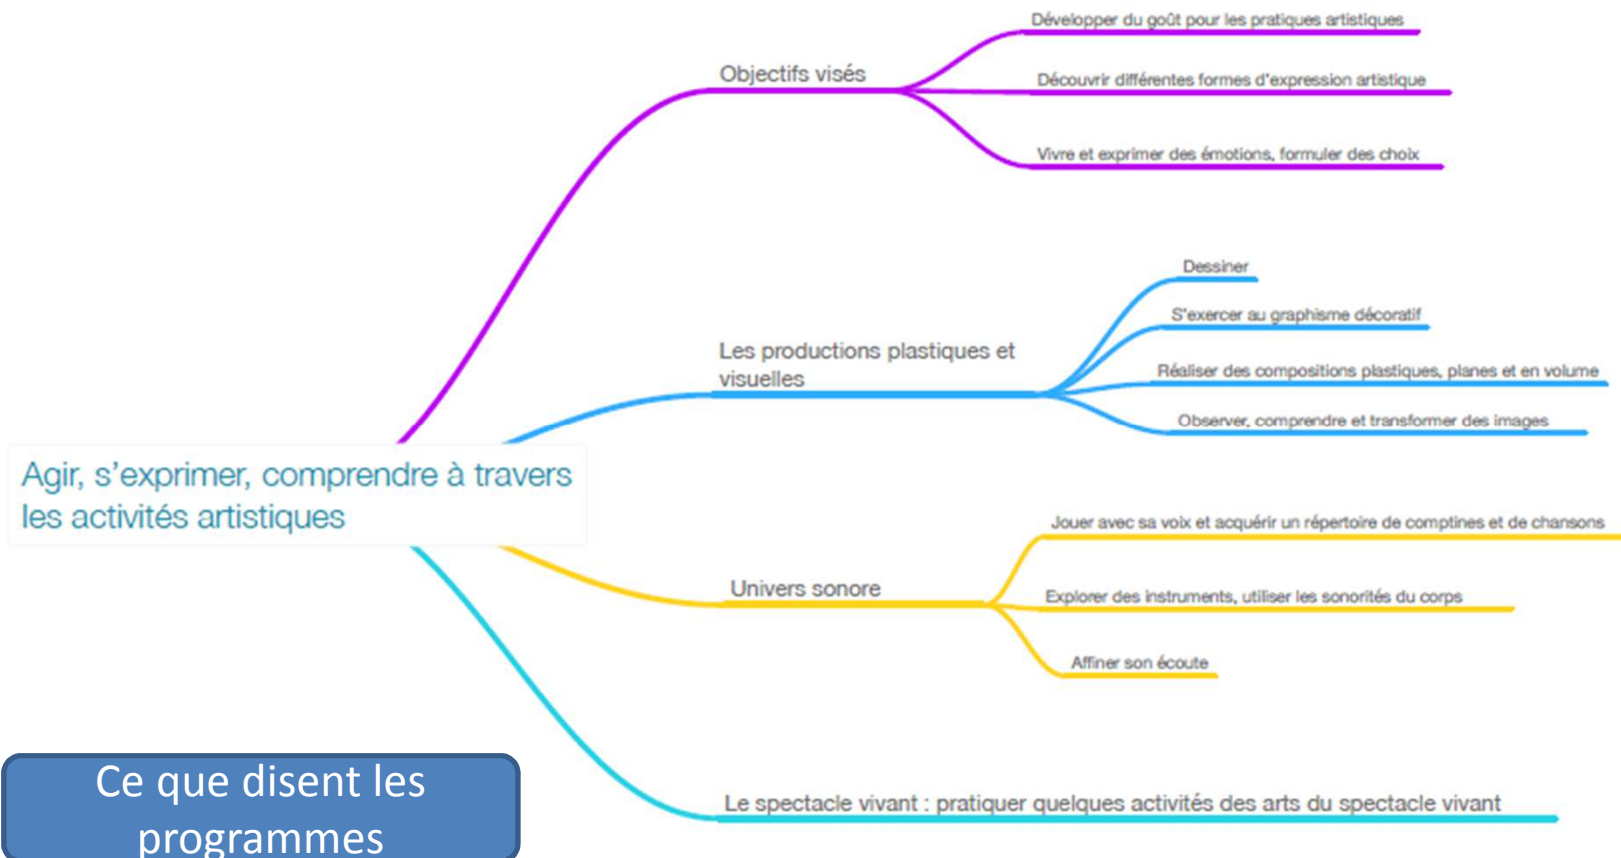 Développer du goût pour les pratiques artistiques
Objectifs visés
Découvrir différentes formes d'expression artistique
Vivre et exprimer des émotions, formuler des choix
Dessiner
S'exercer au graphisme décoratif
Les productions plastiques et
visuelles
Réaliser des compositions plastiques, planes et en volume
Observer, comprendre et transformer des images
Agir, s'exprimer, comprendre à travers
les activités artistiques
Jouer avec sa voix et acquérir un répertoire de comptines et de chansons
Univers sonore
Explorer des instruments, utiliser les sonorités du corps
Affiner son écoute
Le spectacle vivant : pratiquer quelques activités des arts du spectacle vivant
Ce que disent les
programmes